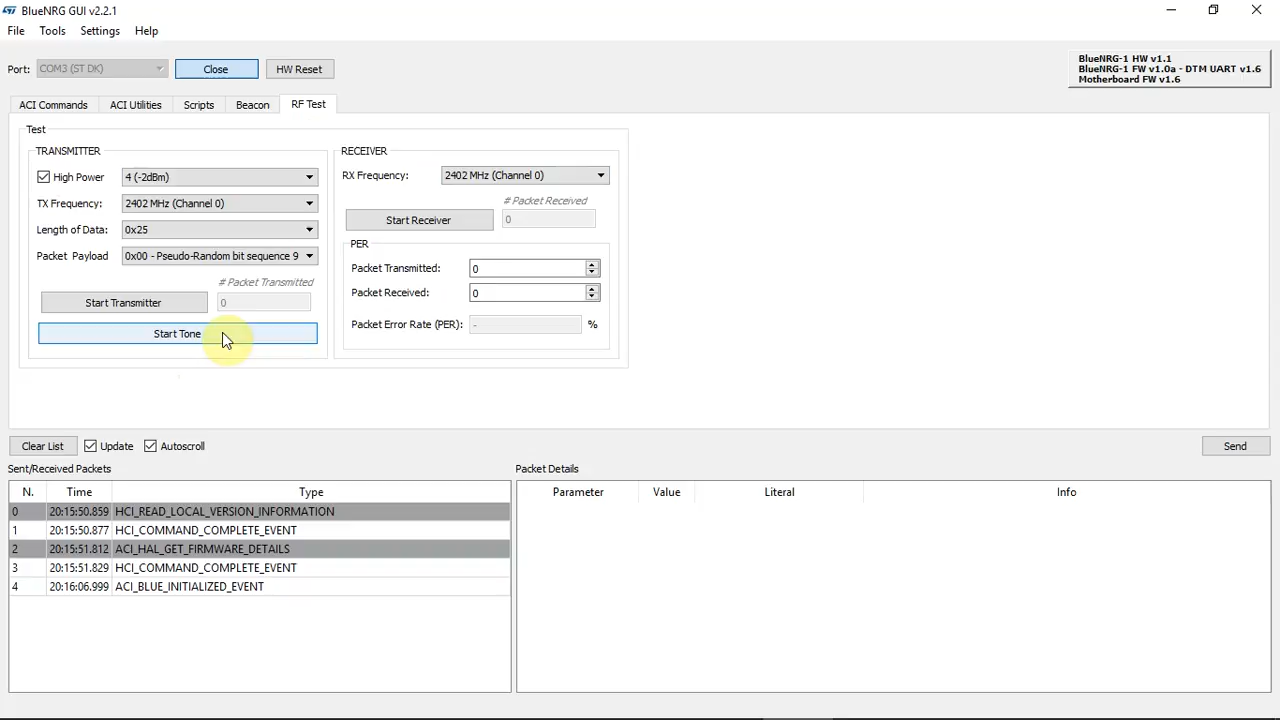 BlueNRG GUI v2.2.1
File Tools Settings Help
Port: COM3 (ST DK) Close HW Reset
BlueNRG-1 HW v1.1
BlueNRG-1 FW v1.0a - DTM UART v1.6
Motherboard FW v1.6
ACI Commands ACI Utilities Scripts Beacon RF Test
Test
TRANSMITTER
High Power 4 (-2dBm)
TX Frequency: 2402 MHz (Channel 0)
Length of Data: 0x25
Packet Payload 0x00 - Pseudo-Random bit sequence 9
# Packet Transmitted
Start Transmitter 0
Start Tone
RECEIVER
RX Frequency: 2402 MHz (Channel 0)
# Packet Received
Start Receiver 0
PER
Packet Transmitted: 0
Packet Received: 0
Packet Error Rate (PER): - %
Clear List Update Autoscroll Send
Sent/Received Packets
N. Time Type
0 20:15:50.859 HCI_READ_LOCAL_VERSION_INFORMATION
1 20:15:50.877 HCI_COMMAND_COMPLETE_EVENT
2 20:15:51.812 ACI_HAL_GET_FIRMWARE_DETAILS
3 20:15:51.829 HCI_COMMAND_COMPLETE_EVENT
4 20:16:06.999 ACI_BLUE_INITIALIZED_EVENT
Packet Details
Parameter Value Literal Info